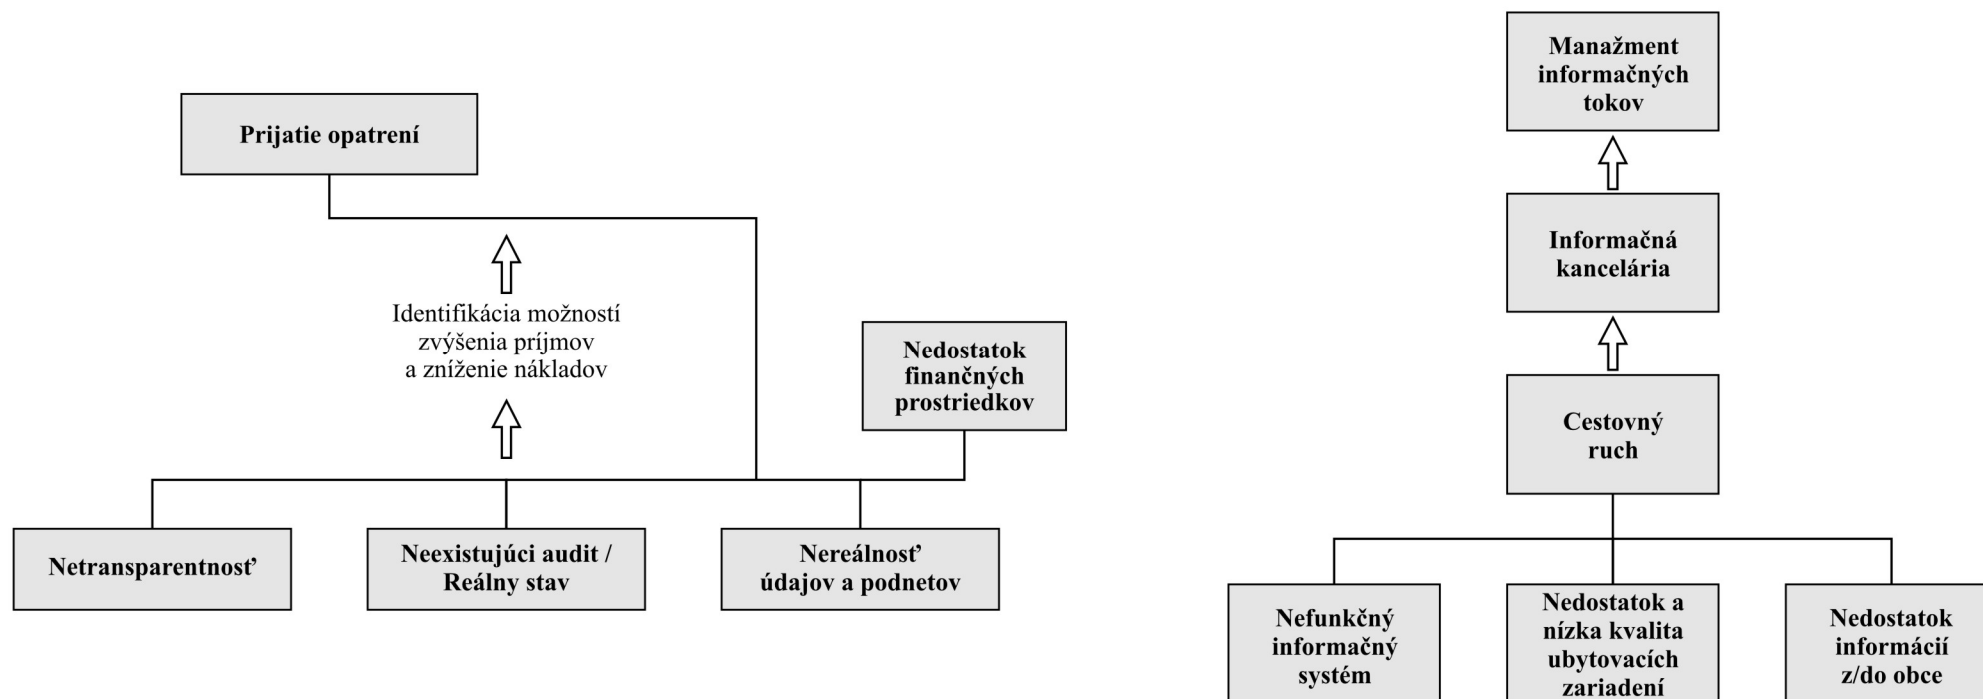 Prijatie opatrení
Identifikácia možností
zvýšenia príjmov
a zníženie nákladov
Nedostatok
finančných
prostriedkov
Netransparentnosť
Neexistujúci audit /
Reálny stav
Nereálnosť
údajov a podnetov
Manažment
informačných
tokov
Informačná
kancelária
Cestovný
ruch
Nefunkčný
informačný
systém
Nedostatok a
nízka kvalita
ubytovacích
zariadení
Nedostatok
informácií
z/do obce